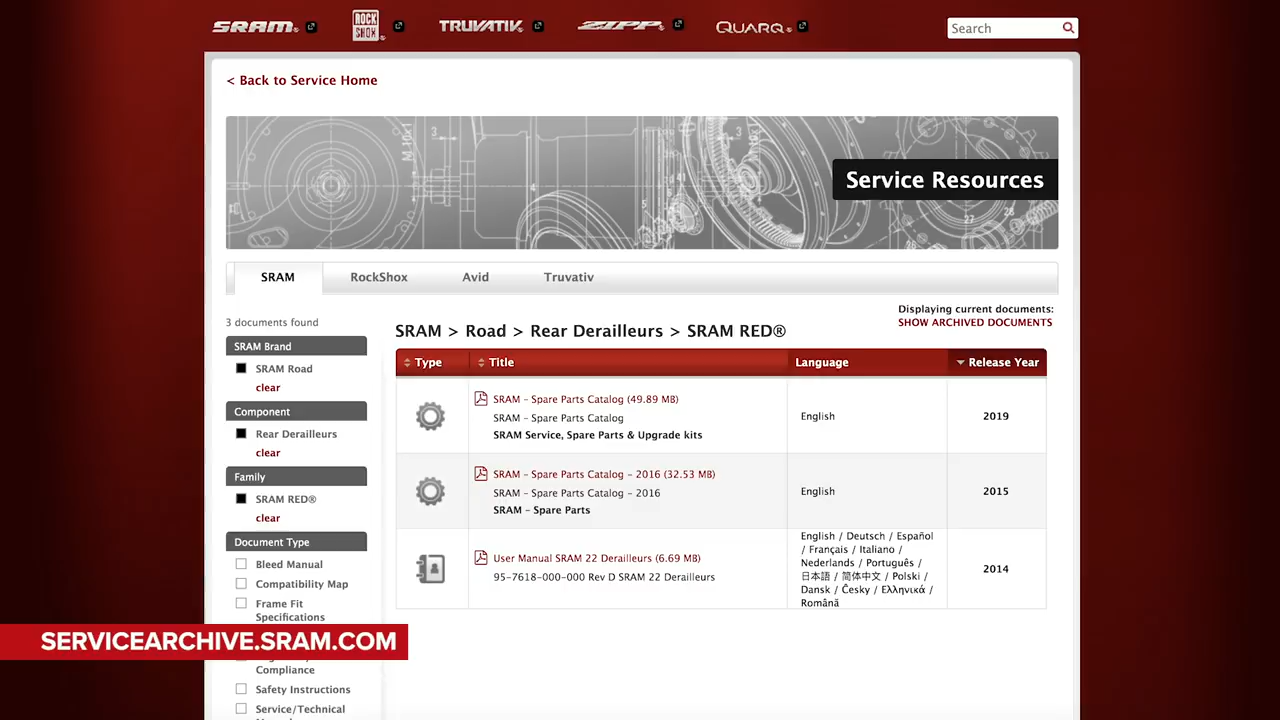 SRAM. ROCK SHOX TRUVATIV. ZIPP. QUARQ. Search
< Back to Service Home
Service Resources
SRAM RockShox Avid Truvativ
Displaying current documents:
3 documents found
SHOW ARCHIVED DOCUMENTS
SRAM > Road > Rear Derailleurs > SRAM RED®
SRAM Brand
SRAM Road
clear
Component
Rear Derailleurs
clear
Family
SRAM RED®
clear
Document Type
Bleed Manual
Compatibility Map
Frame Fit
Specifications
Compliance
Safety Instructions
Service/Technical
Type Title Language Release Year
SRAM - Spare Parts Catalog (49.89 MB)
SRAM - Spare Parts Catalog
SRAM Service, Spare Parts & Upgrade kits
English
2019
SRAM - Spare Parts Catalog - 2016 (32.53 MB)
SRAM - Spare Parts Catalog - 2016
SRAM - Spare Parts
English
2015
User Manual SRAM 22 Derailleurs (6.69 MB)
95-7618-000-000 Rev D SRAM 22 Derailleurs
English / Deutsch / Español
/ Français / Italiano /
Nederlands / Português /
日本語 / 简体中文 / Polski /
Dansk / Česky / Ελληνικά /
Română
2014
SERVICEARCHIVE.SRAM.COM